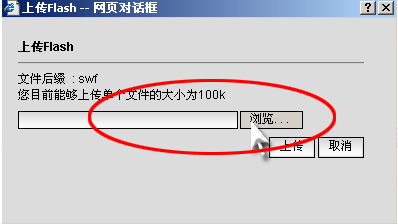 上传Flash -- 网页对话框
上传Flash
文件后缀 : swf
您目前能够上传单个文件的大小为100k
浏览...
上传 取消